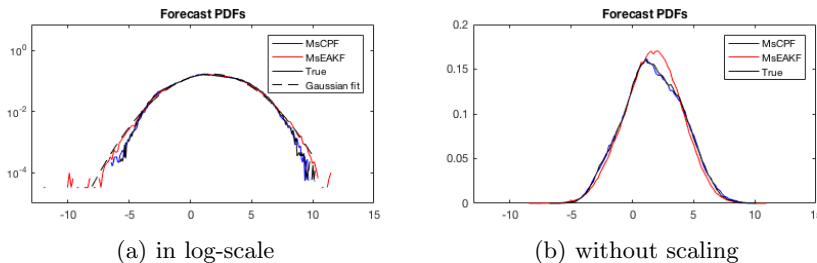 Forecast PDFs
10^0
10^-2
10^-4
-10 -5 0 5 10 15
MsCPF
MsEAKF
True
Gaussian fit
(a) in log-scale
Forecast PDFs
0.2
0.15
0.1
0.05
0
-10 -5 0 5 10 15
MsCPF
MsEAKF
True
(b) without scaling